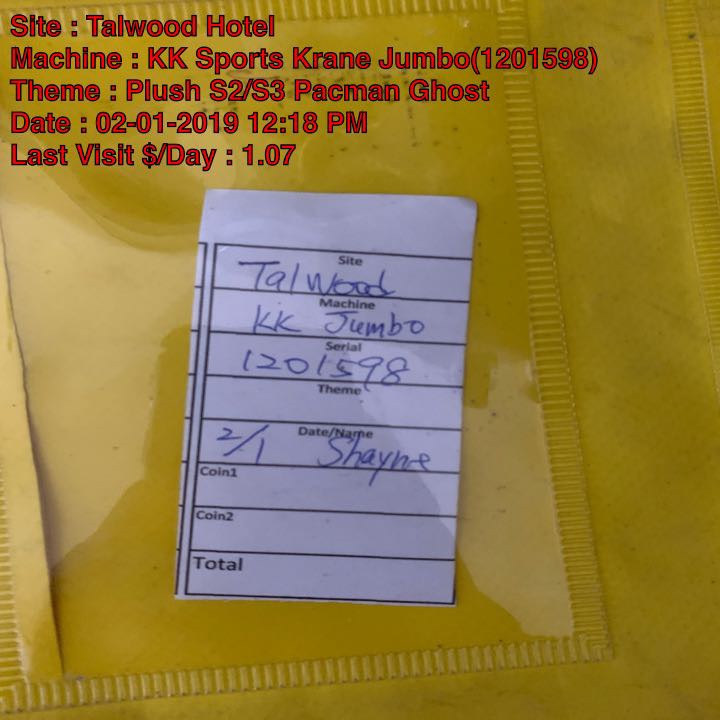 Site : Talwood Hotel
Machine : KK Sports Krane Jumbo(1201598)
Theme : Plush S2/S3 Pacman Ghost
Date : 02-01-2019 12:18 PM
Last Visit $/Day : 1.07
Site
Talwood
Machine
KK Jumbo
Serial
1201598
Theme
Date/Name
2/1 Shayne
Coin1
Coin2
Total